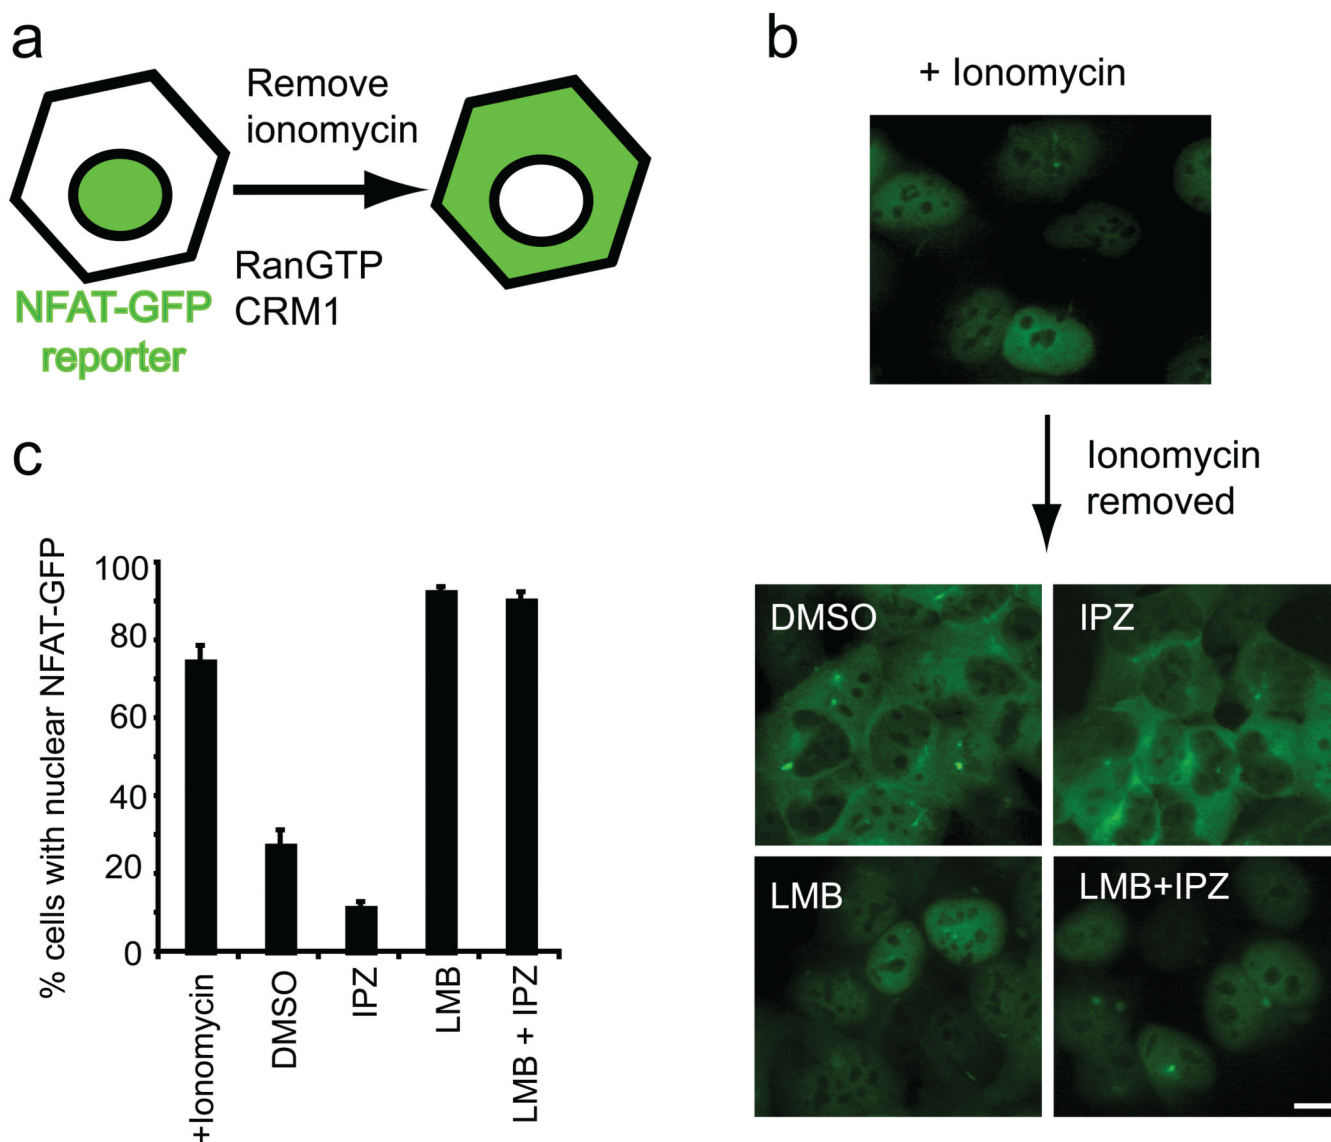 a
Remove
ionomycin
RanGTP
CRM1
NFAT-GFP
reporter
b
+ Ionomycin
Ionomycin
removed
DMSO
IPZ
LMB
LMB+IPZ
c
% cells with nuclear NFAT-GFP
100
80
60
40
20
0
+Ionomycin
DMSO
IPZ
LMB
LMB + IPZ